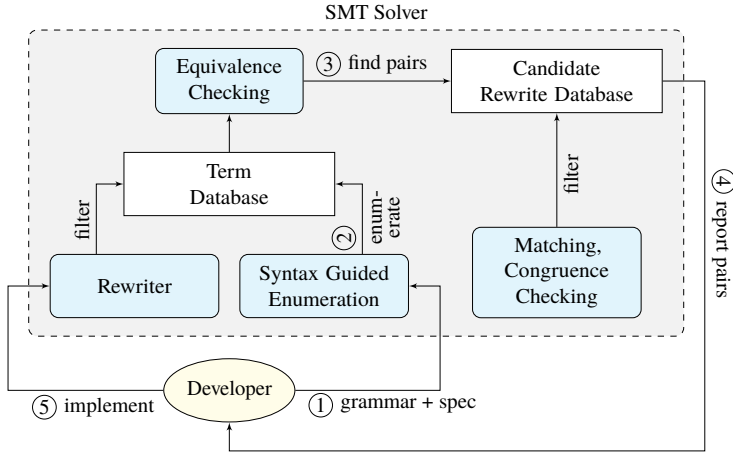 SMT Solver
Equivalence
Checking
③ find pairs
Candidate
Rewrite Database
Term
Database
filter
② enum-
erate
filter
④ report pairs
Rewriter
Syntax Guided
Enumeration
Matching,
Congruence
Checking
Developer
⑤ implement
① grammar + spec